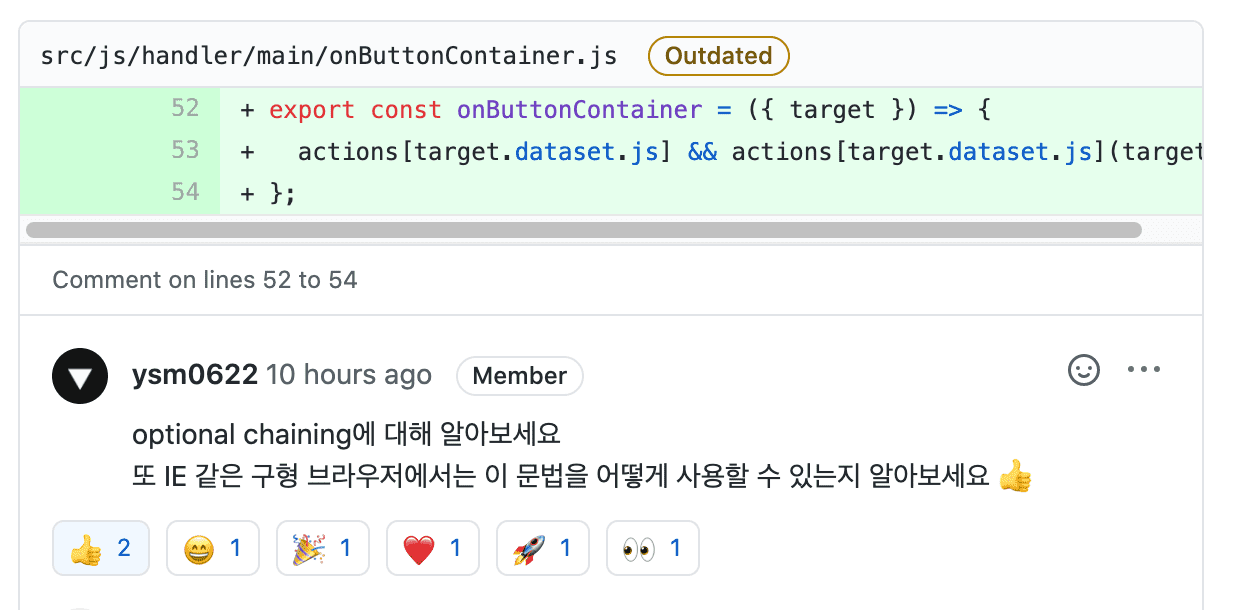 src/js/handler/main/onButtonContainer.js Outdated
52 + export const onButtonContainer = ({ target }) => {
53 + actions[target.dataset.js] && actions[target.dataset.js](target
54 + };
Comment on lines 52 to 54
ysm0622 10 hours ago Member
optional chaining에 대해 알아보세요
또 IE 같은 구형 브라우저에서는 이 문법을 어떻게 사용할 수 있는지 알아보세요 👍
👍 2 😄 1 🎉 1 ❤️ 1 🚀 1 👀 1